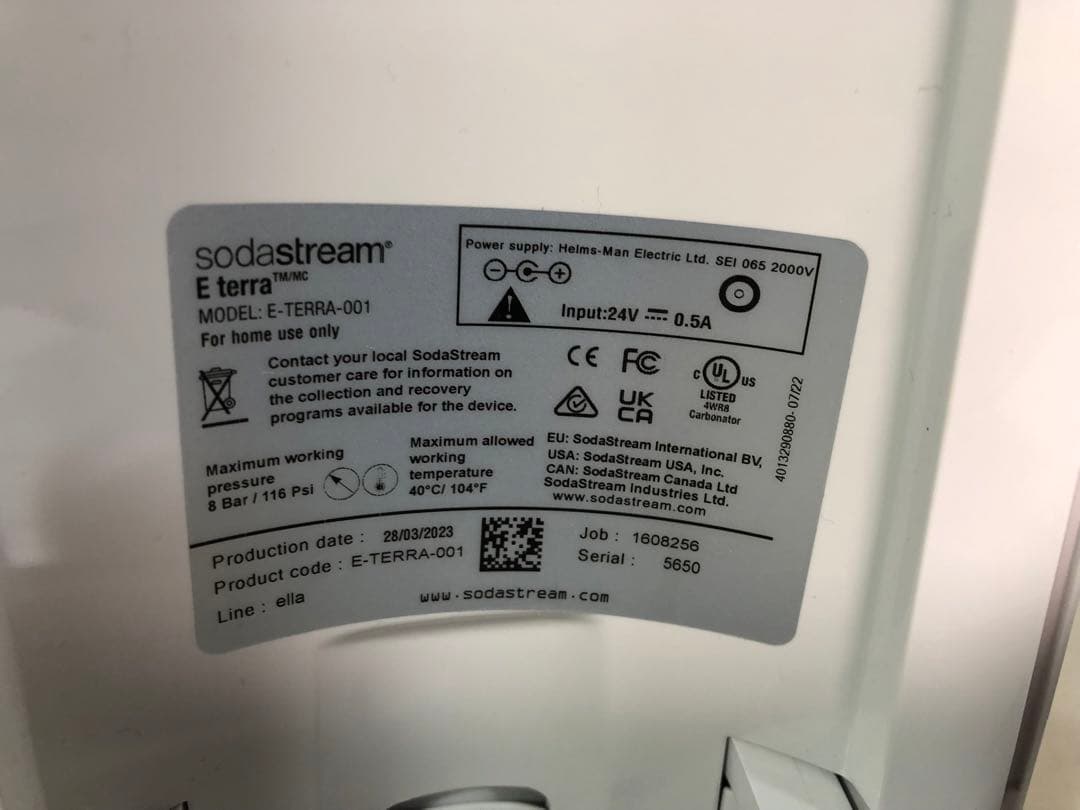 sodastream®
E terra™/MC
MODEL: E-TERRA-001
For home use only
Power supply: Helms-Man Electric Ltd. SEI 065 2000V
Input:24V ⎓ 0.5A
Contact your local SodaStream
customer care for information on
the collection and recovery
programs available for the device.
CE FC
c UL US
LISTED
4WR8
Carbonator
UK
CA
4013290880- 07/22
Maximum working
pressure
8 Bar / 116 Psi
Maximum allowed
working
temperature
40°C/ 104°F
EU: SodaStream International BV,
USA: SodaStream USA, Inc.
CAN: SodaStream Canada Ltd
SodaStream Industries Ltd.
www.sodastream.com
Production date : 28/03/2023
Product code : E-TERRA-001
Line : ella
Job : 1608256
Serial : 5650
www.sodastream.com